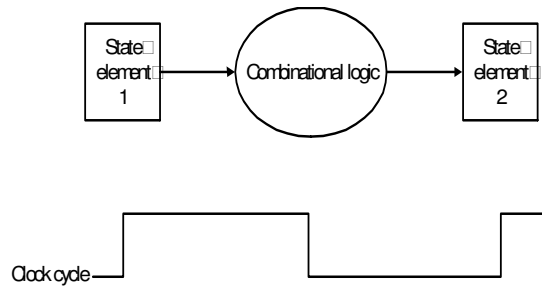 State
element
1
Combinational logic
State
element
2
Clock cycle